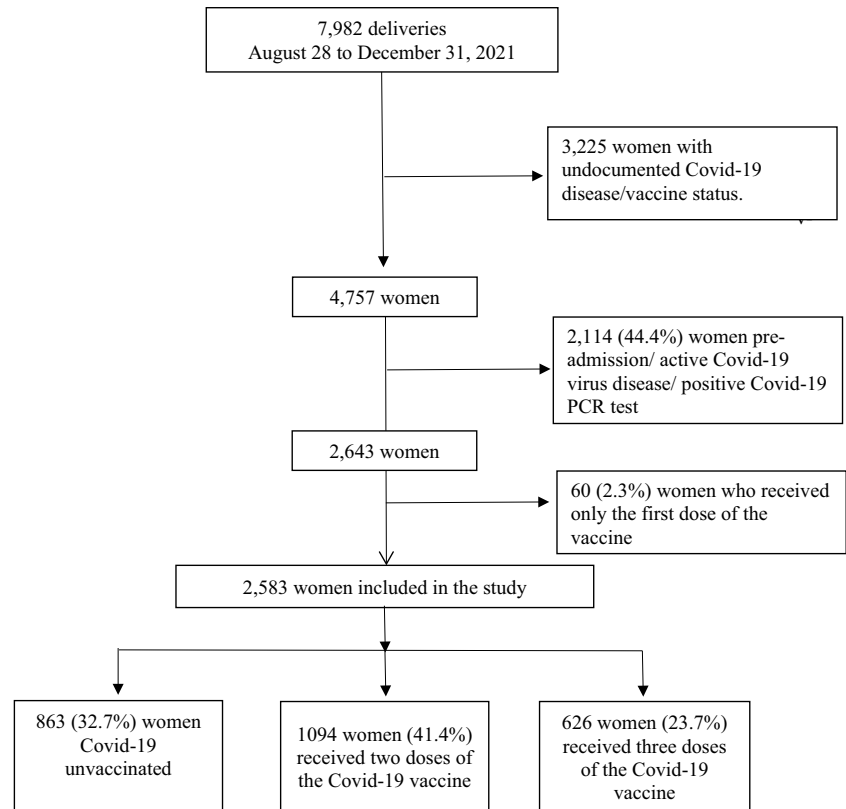 7,982 deliveries
August 28 to December 31, 2021
3,225 women with
undocumented Covid-19
disease/vaccine status.
4,757 women
2,114 (44.4%) women pre-
admission/ active Covid-19
virus disease/ positive Covid-19
PCR test
2,643 women
60 (2.3%) women who received
only the first dose of the
vaccine
2,583 women included in the study
863 (32.7%) women
Covid-19
unvaccinated
1094 women (41.4%)
received two doses of
the Covid-19 vaccine
626 women (23.7%)
received three doses
of the Covid-19
vaccine